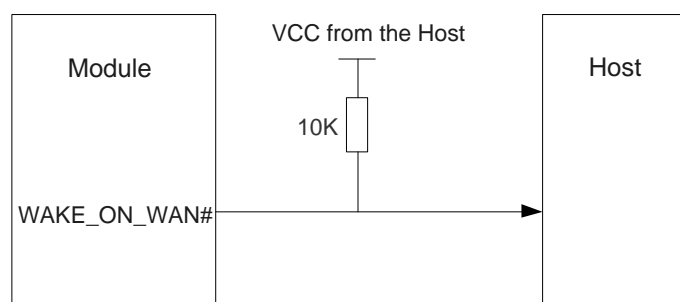 VCC from the Host
Module
Host
10K
WAKE_ON_WAN#